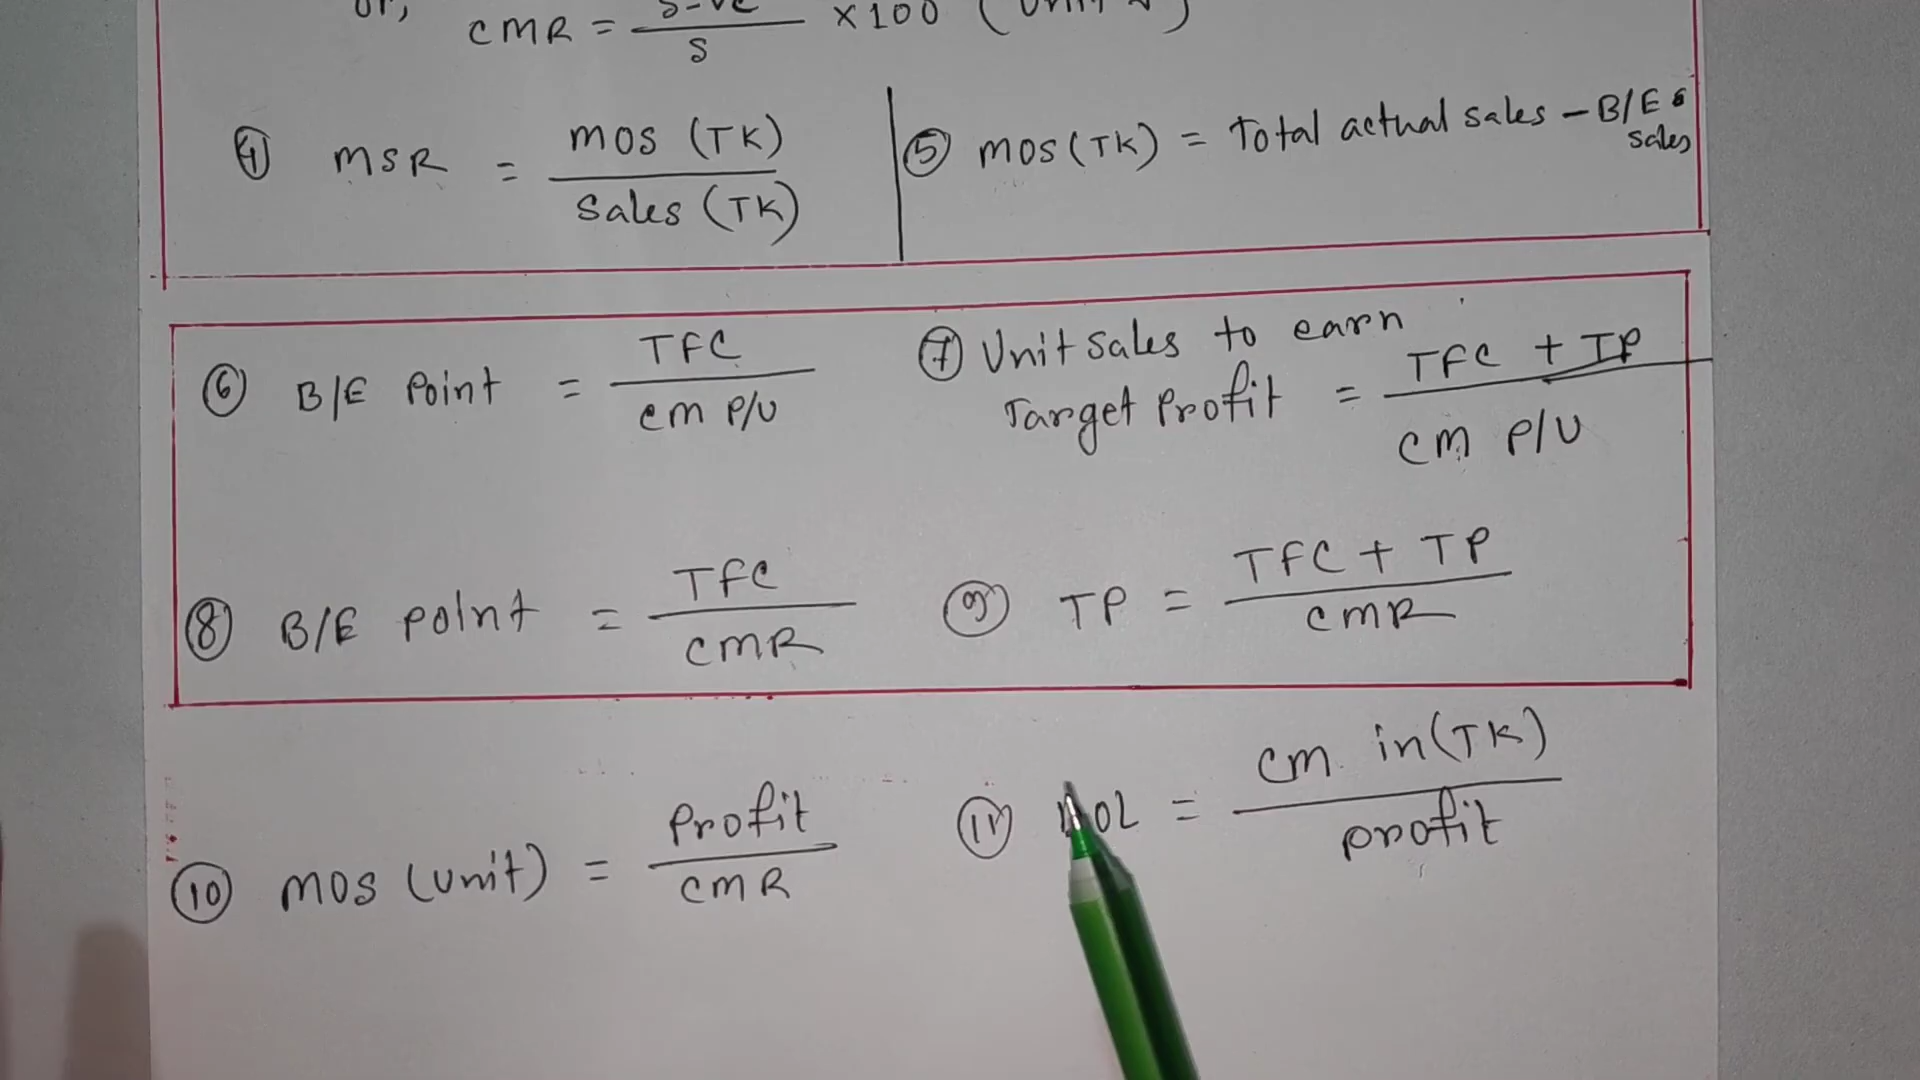 or,
CMR = S-VC / S × 100
④ MSR = MOS (TK) / Sales (TK)
⑤ MOS (TK) = Total actual sales – B/E sales
⑥ B/E Point = TFC / CM P/U
⑦ Unit Sales to earn Target Profit = TFC + TP / CM P/U
⑧ B/E point = TFC / CMR
⑨ TP = TFC + TP / CMR
⑩ MOS (unit) = Profit / CMR
⑪ = CM in (TK) / profit